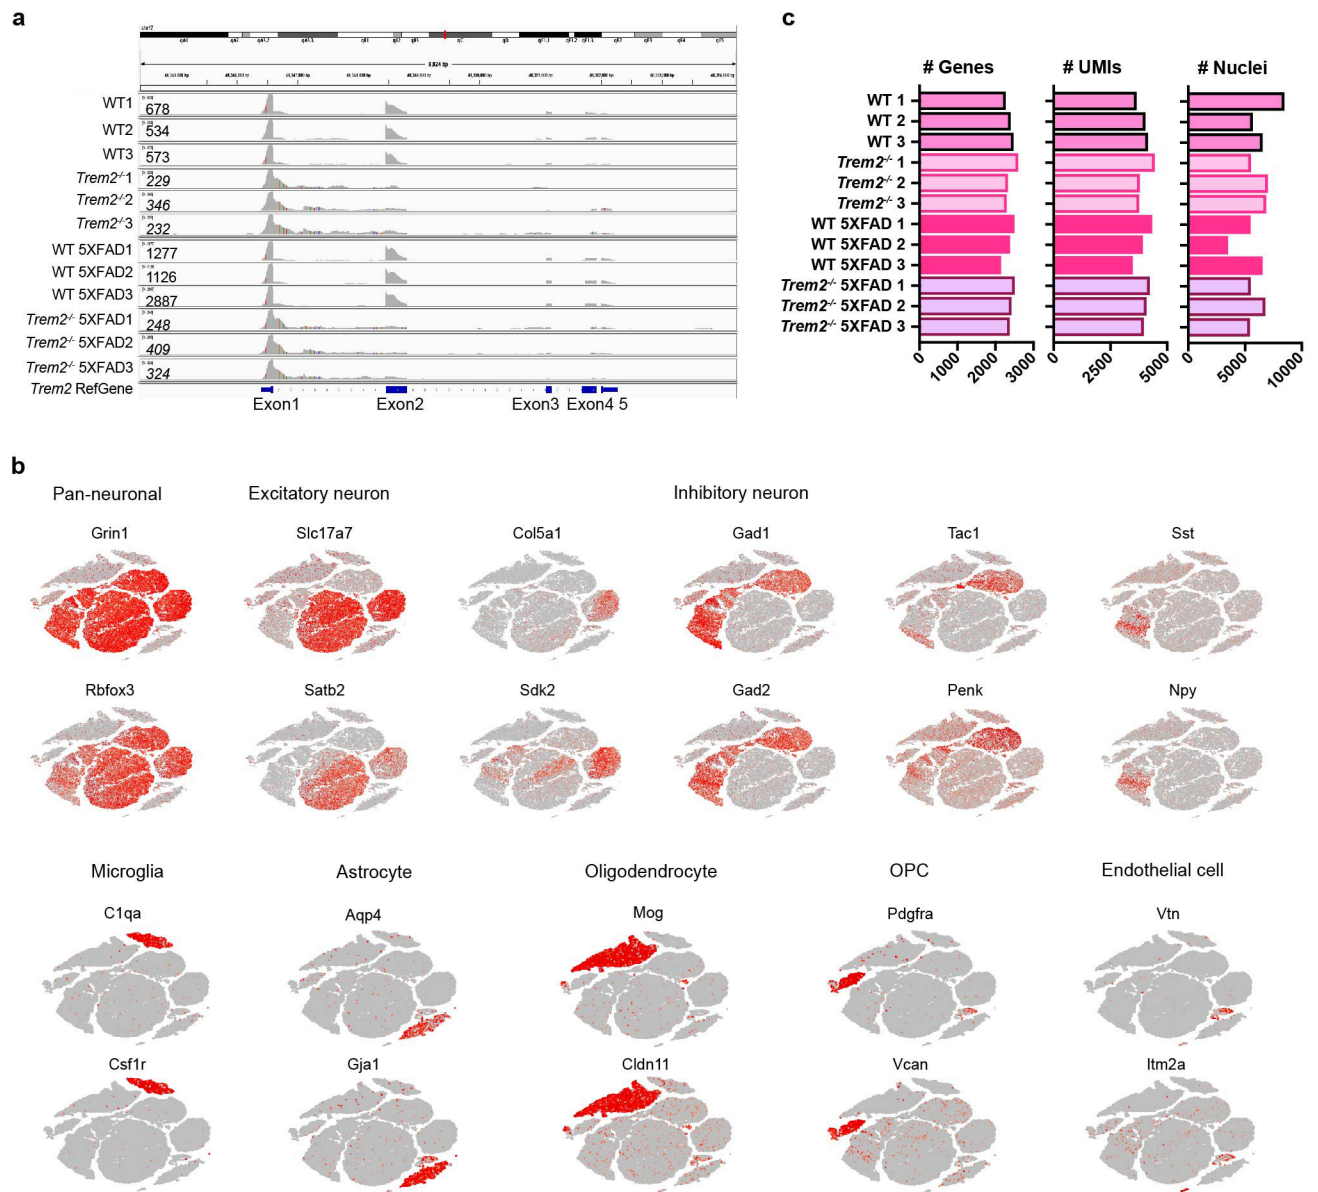 a
chr17
8,024 bp
WT1
678
WT2
534
WT3
573
Trem2-/-1
229
Trem2-/-2
346
Trem2-/-3
232
WT 5XFAD1
1277
WT 5XFAD2
1126
WT 5XFAD3
2887
Trem2-/- 5XFAD1
248
Trem2-/- 5XFAD2
409
Trem2-/- 5XFAD3
324
Trem2 RefGene
Exon1 Exon2 Exon3 Exon4 5
c
# Genes # UMIs # Nuclei
WT 1
WT 2
WT 3
Trem2-/- 1
Trem2-/- 2
Trem2-/- 3
WT 5XFAD 1
WT 5XFAD 2
WT 5XFAD 3
Trem2-/- 5XFAD 1
Trem2-/- 5XFAD 2
Trem2-/- 5XFAD 3
0 1000 2000 3000 0 2500 5000 0 5000 10000
b
Pan-neuronal Excitatory neuron Inhibitory neuron
Grin1 Slc17a7 Col5a1 Gad1 Tac1 Sst
Rbfox3 Satb2 Sdk2 Gad2 Penk Npy
Microglia Astrocyte Oligodendrocyte OPC Endothelial cell
C1qa Aqp4 Mog Pdgfra Vtn
Csf1r Gja1 Cldn11 Vcan Itm2a